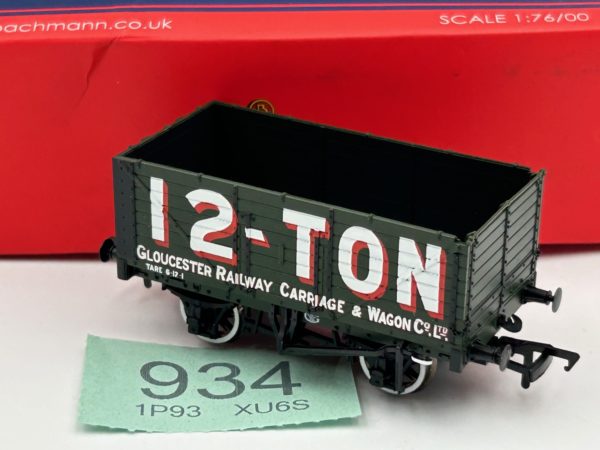 bachmann.co.uk
SCALE 1:76/00
12-TON
GLOUCESTER RAILWAY CARRIAGE & WAGON CO. LTD.
TARE 6-12-1
934
1P93 XU6S